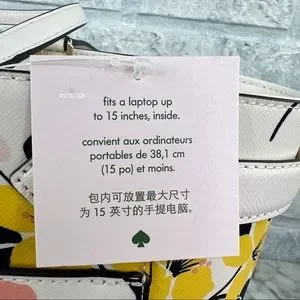 fits a laptop up
to 15 inches, inside.
convient aux ordinateurs
portables de 38,1 cm
(15 po) et moins.
包内可放置最大尺寸
为 15 英寸的手提电脑。